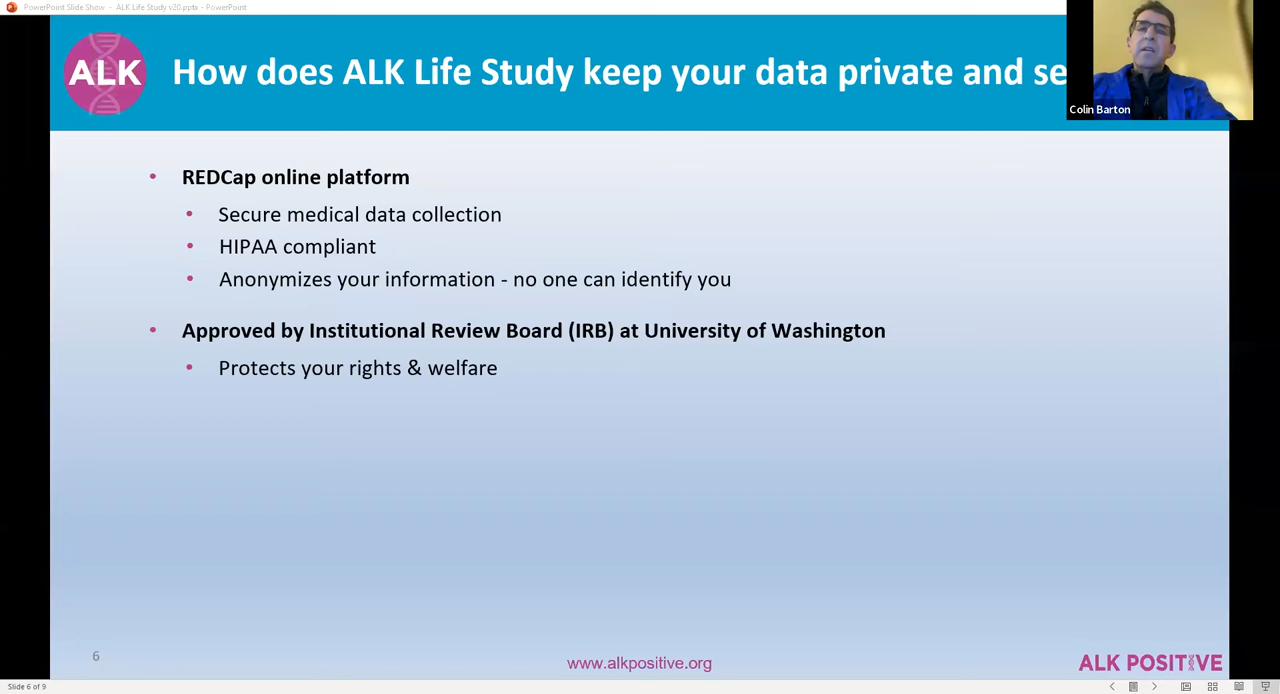 PowerPoint Slide Show - ALK Life Study v20.pptx - PowerPoint
ALK
How does ALK Life Study keep your data private and se
Colin Barton
• REDCap online platform
• Secure medical data collection
• HIPAA compliant
• Anonymizes your information - no one can identify you
• Approved by Institutional Review Board (IRB) at University of Washington
• Protects your rights & welfare
6
www.alkpositive.org
ALK POSITIVE
Slide 6 of 9